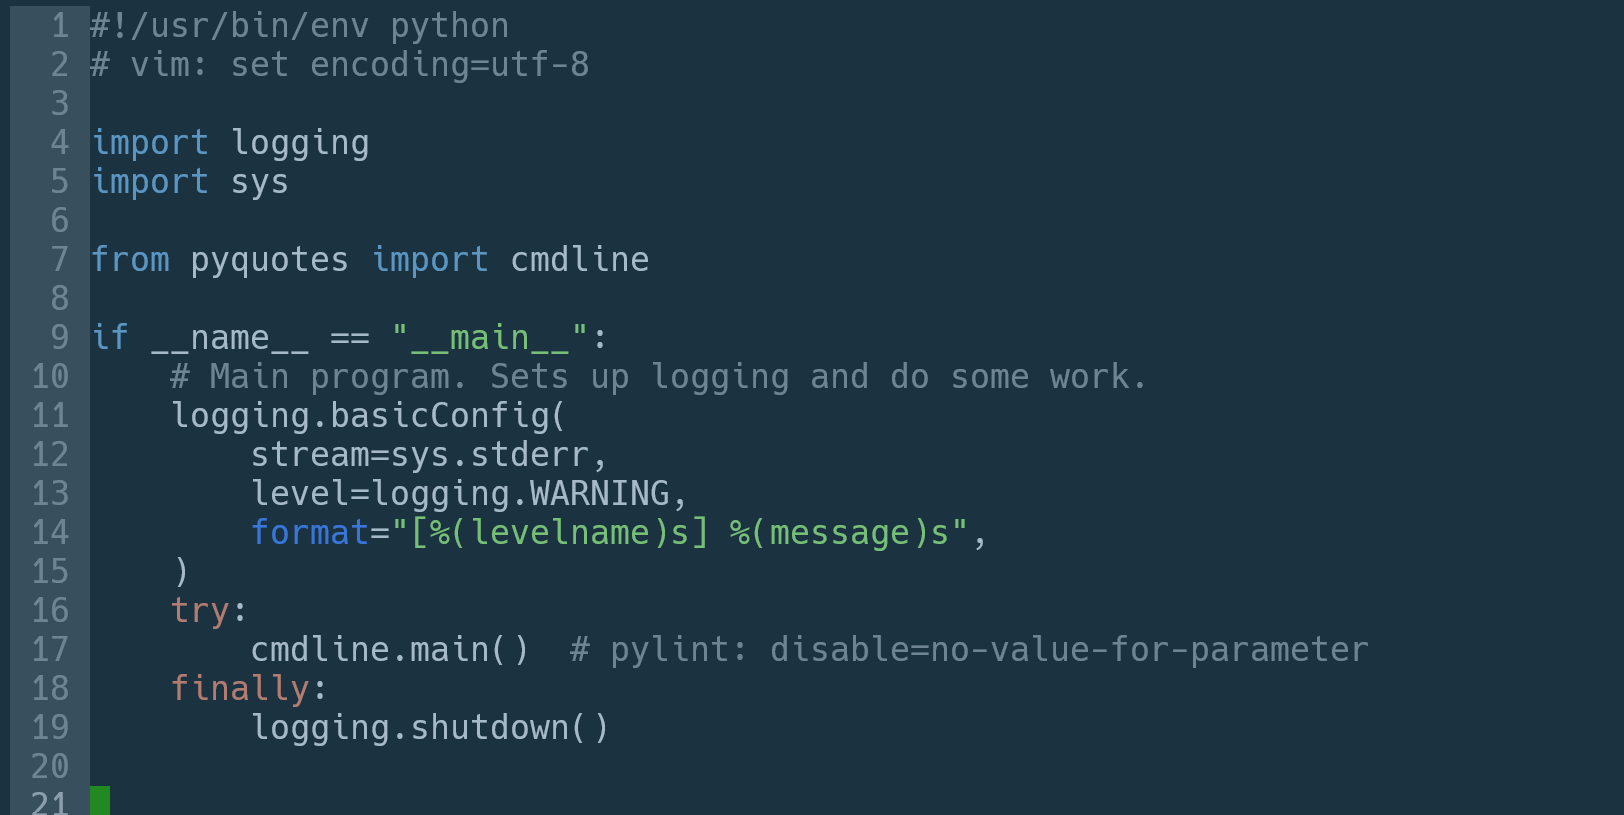 1 #!/usr/bin/env python
2 # vim: set encoding=utf-8
3
4 import logging
5 import sys
6
7 from pyquotes import cmdline
8
9 if __name__ == "__main__":
10     # Main program. Sets up logging and do some work.
11     logging.basicConfig(
12         stream=sys.stderr,
13         level=logging.WARNING,
14         format="[%(levelname)s] %(message)s",
15     )
16     try:
17         cmdline.main()  # pylint: disable=no-value-for-parameter
18     finally:
19         logging.shutdown()
20
21